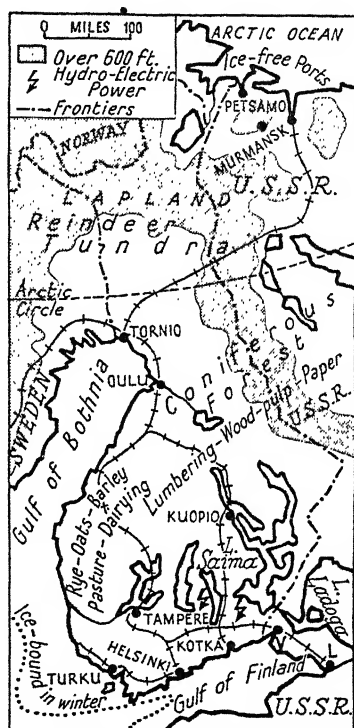 0 MILES 100
Over 600 ft.
Hydro-Electric
Power
Frontiers
ARCTIC OCEAN
Ice-free Ports
PETSAMO
MURMANSK
NORWAY
U.S.S.R.
LAPLAND
Reindeer
Tundria
Arctic
Circle
TORNIO
OULU
SWEDEN
Gulf of Bothnia
Coniferous
Forest
U.S.S.R.
Lumbering-Wood-pulp-Paper
Rye-Oats-Barley
Pasture-Dairying
KUOPIO
L.
Saima
L.
Ladoga
TAMPERE
KOTKA
HELSINKI
TURKU
L
Gulf of Finland
Ice-bound
in winter
U.S.S.R.